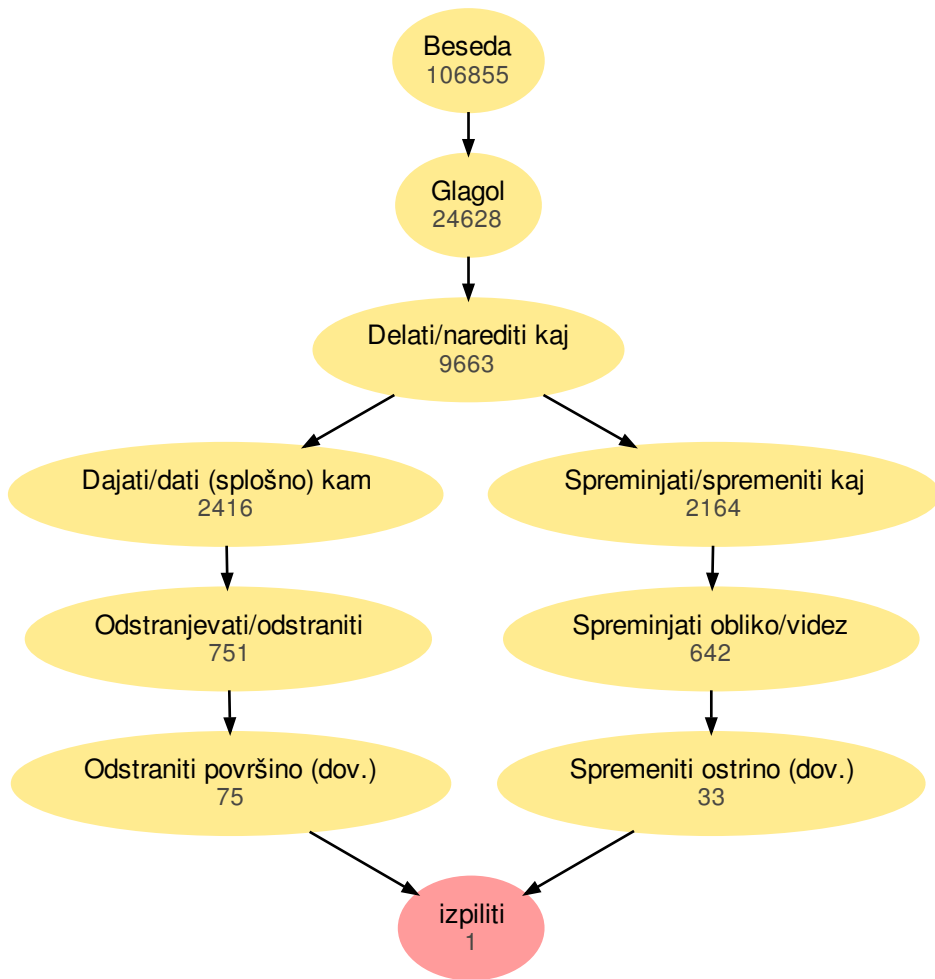 Beseda
106855
Glagol
24628
Delati/narediti kaj
9663
Dajati/dati (splošno) kam
2416
Spreminjati/spremeniti kaj
2164
Odstranjevati/odstraniti
751
Spreminjati obliko/videz
642
Odstraniti površino (dov.)
75
Spremeniti ostrino (dov.)
33
izpiliti
1